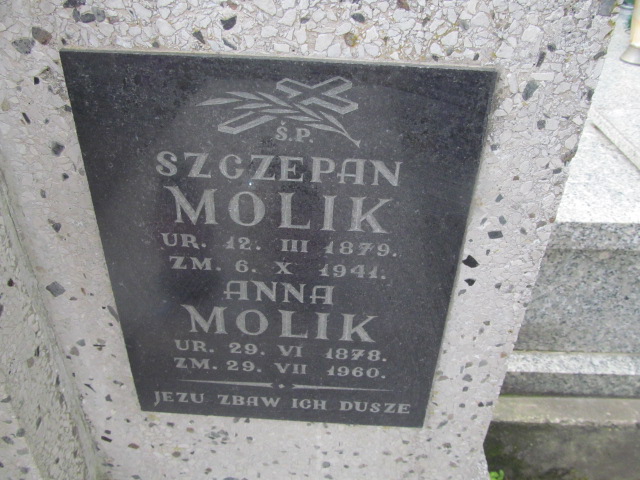 Ś.P.
SZCZEPAN
MOLIK
UR. 12. III 1879.
ZM. 6. X 1941.
ANNA
MOLIK
UR. 29. VI 1878.
ZM. 29. VII 1960.
JEZU ZBAW ICH DUSZE